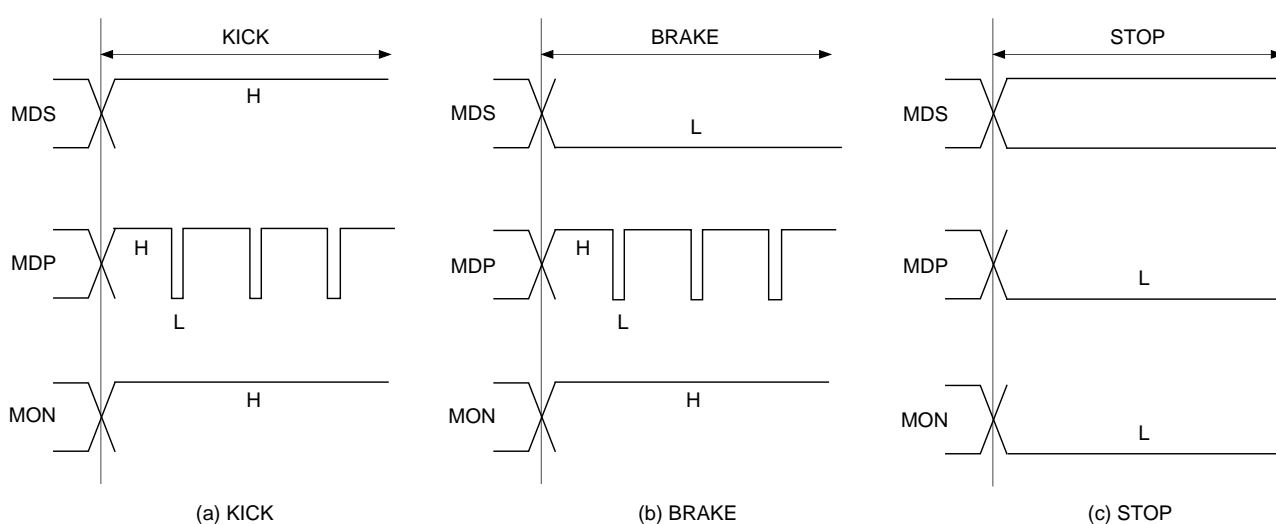 KICK
BRAKE
STOP
MDS
H
MDS
L
MDS
MDP
H
L
MDP
H
L
MDP
L
MON
H
MON
H
MON
L
(a) KICK
(b) BRAKE
(c) STOP